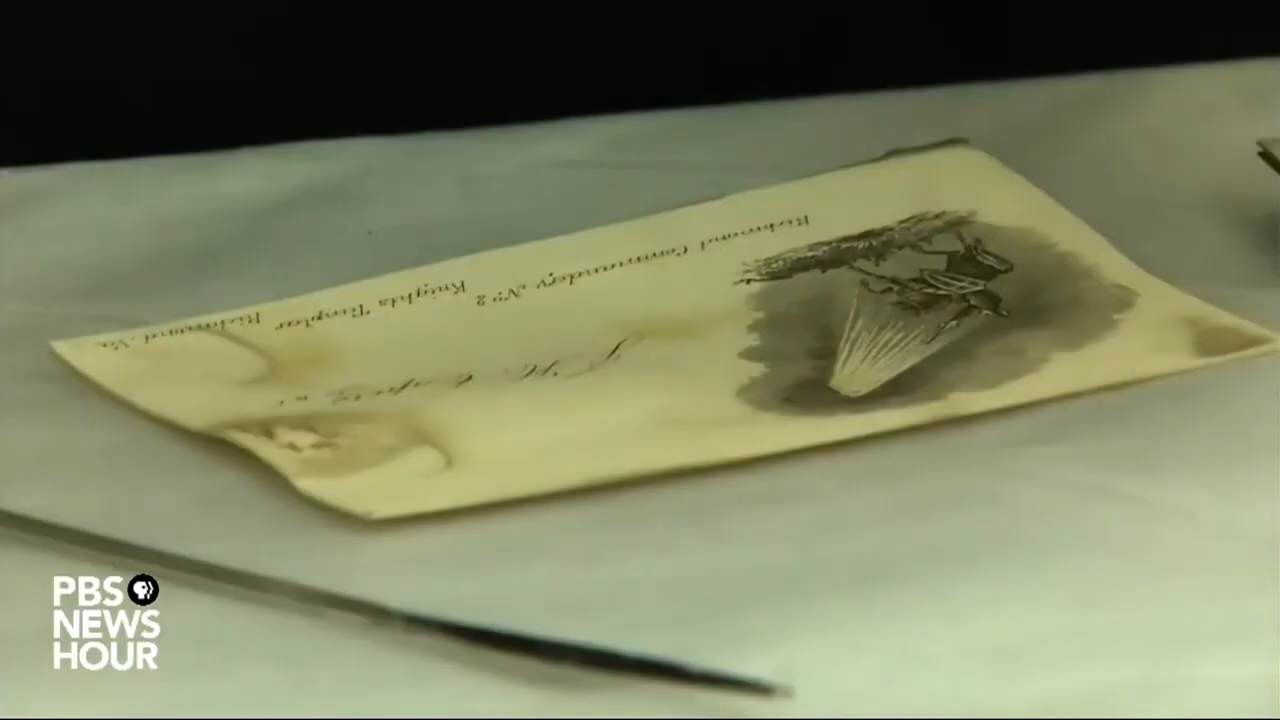 Richmond Commandery No. 2
Knights Templar Richmond. Va.
PBS
NEWS
HOUR